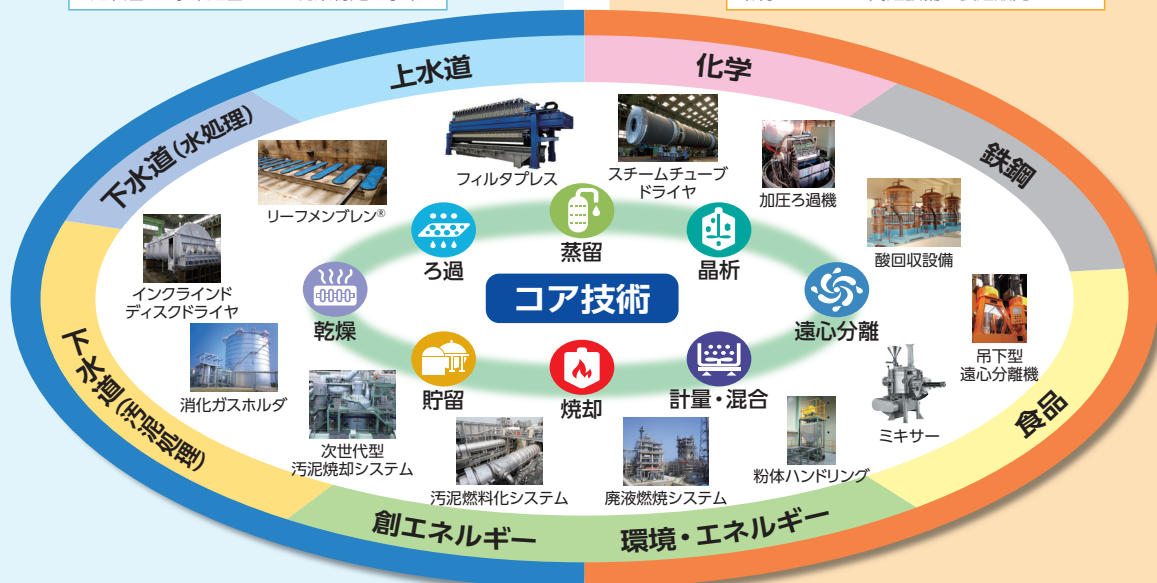 上水道
化学
下水道(水処理)
鉄鋼
フィルタプレス
スチームチューブ
ドライヤ
加圧ろ過機
リーフメンブレン®
酸回収設備
インクラインド
ディスクドライヤ
ろ過
蒸留
晶析
乾燥
コア技術
遠心分離
吊下型
遠心分離機
消化ガスホルダ
貯留
焼却
計量・混合
ミキサー
下水道(汚泥処理)
食品
次世代型
汚泥焼却システム
汚泥燃料化システム
廃液燃焼システム
粉体ハンドリング
創エネルギー
環境・エネルギー